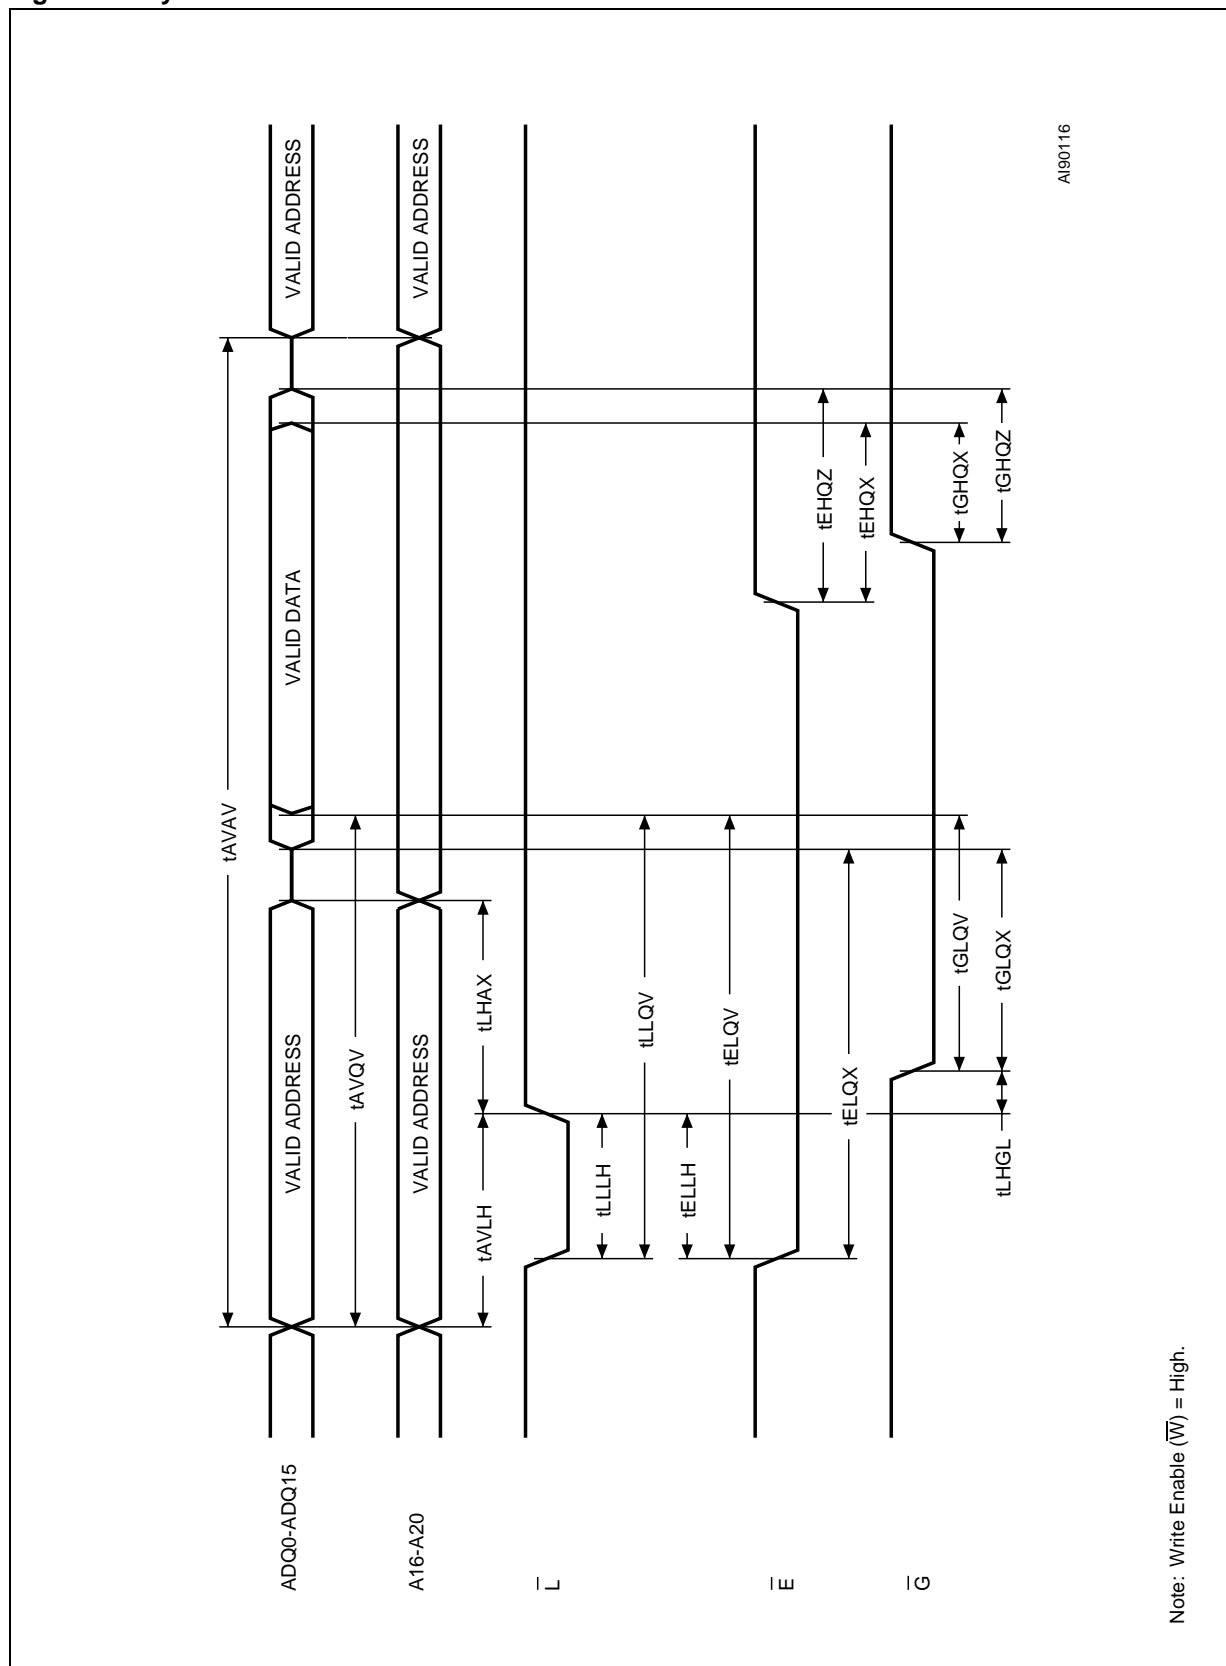 ADQ0-ADQ15
VALID ADDRESS
VALID DATA
VALID ADDRESS
tAVAV
tAVQV
A16-A20
VALID ADDRESS
VALID ADDRESS
tAVLH
tLHAX
L̅
tLLLH
tLLQV
tELLH
tELQV
E̅
tEHQZ
tELQX
tEHQX
G̅
tGLQV
tGHQX
tLHGL
tGLQX
tGHQZ
AI90116
Note: Write Enable (W̅) = High.